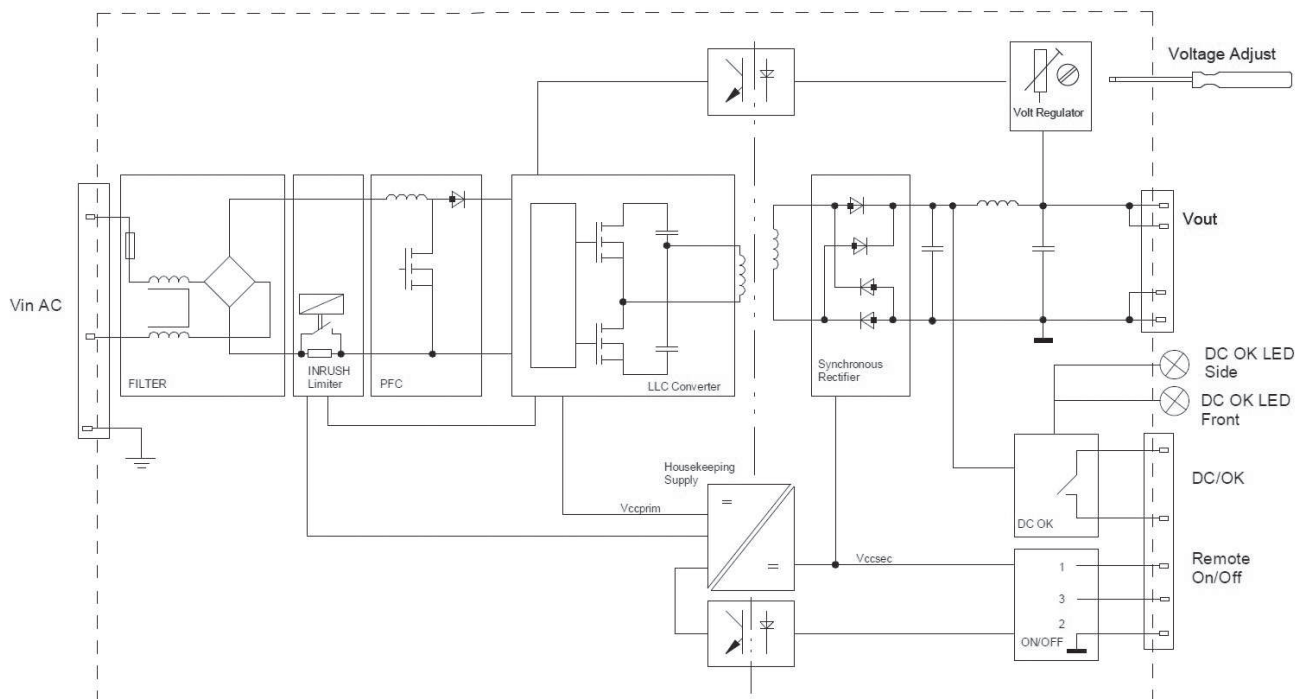 Voltage Adjust
Volt Regulator
Vin AC
Vout
FILTER
INRUSH
Limiter
PFC
LLC Converter
Synchronous
Rectifier
DC OK LED
Side
DC OK LED
Front
Housekeeping
Supply
Vccprim
DC OK
DC/OK
Vccsec
Remote
On/Off
1
3
2
ON/OFF